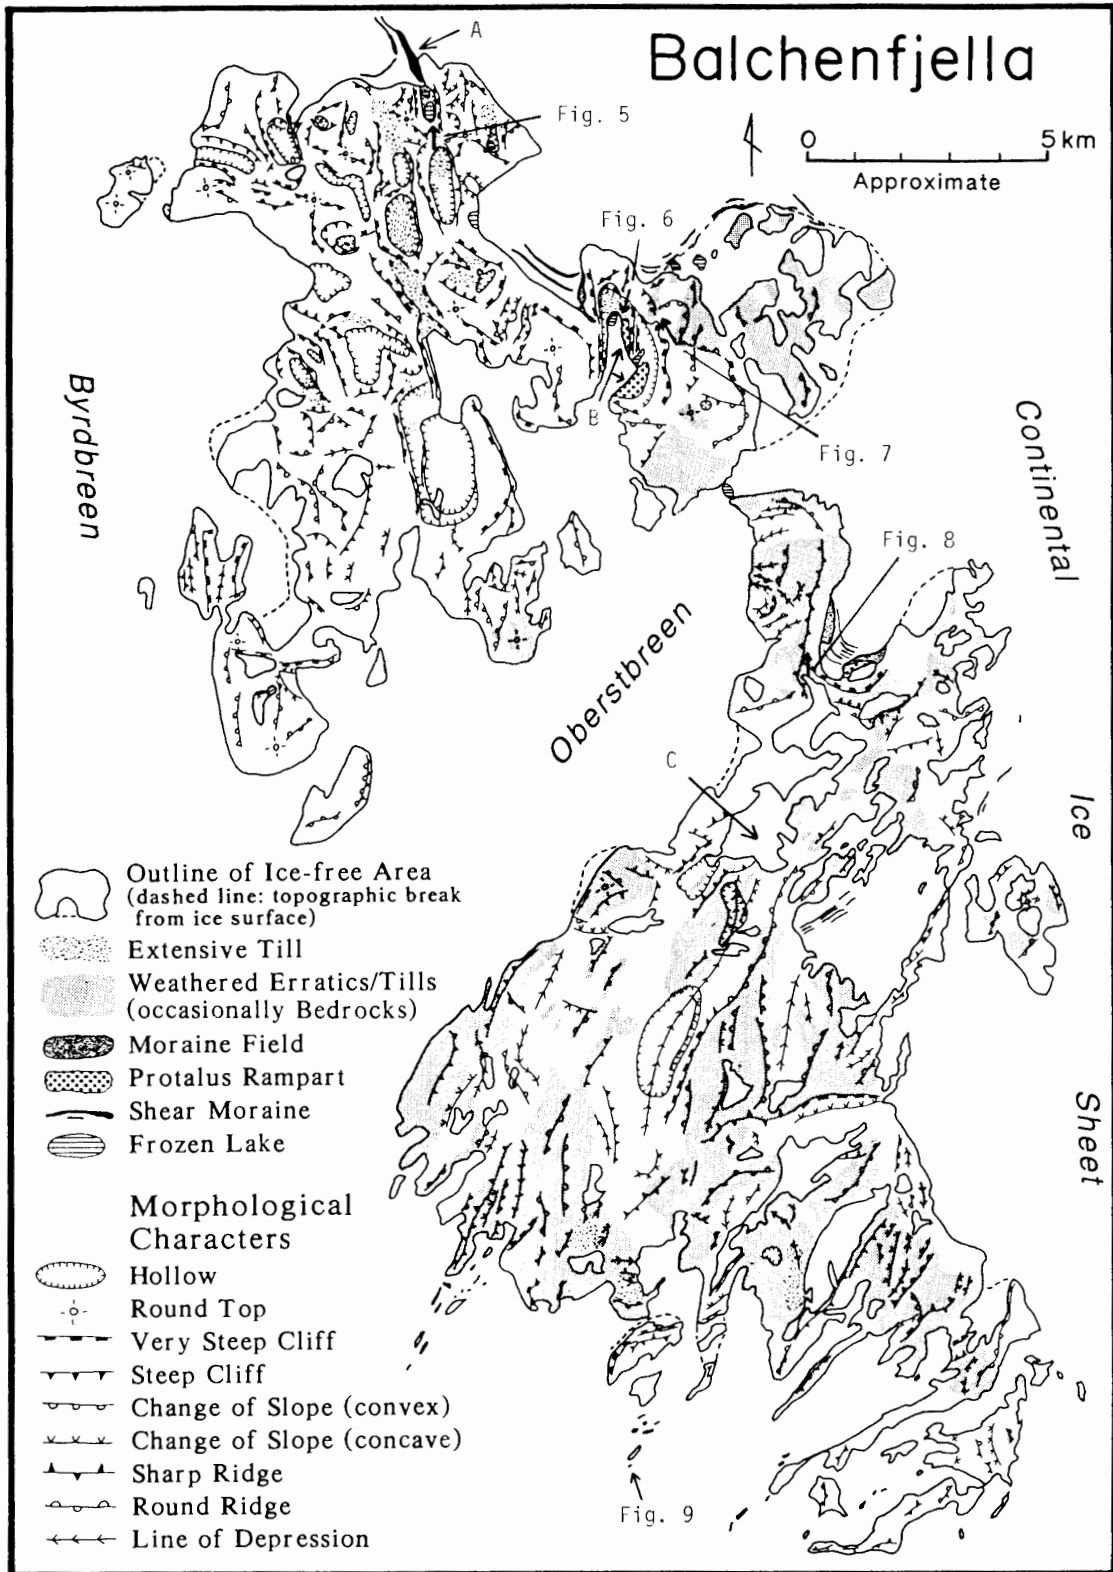 Balchenfjella
A
Fig. 5
0 5 km
Approximate
Fig. 6
B
Fig. 7
Byrdbreen
Continental
Ice
Sheet
Fig. 8
Oberstbreen
C
Outline of Ice-free Area
(dashed line: topographic break
from ice surface)
Extensive Till
Weathered Erratics/Tills
(occasionally Bedrocks)
Moraine Field
Protalus Rampart
Shear Moraine
Frozen Lake
Morphological
Characters
Hollow
Round Top
Very Steep Cliff
Steep Cliff
Change of Slope (convex)
Change of Slope (concave)
Sharp Ridge
Round Ridge
Line of Depression
Fig. 9